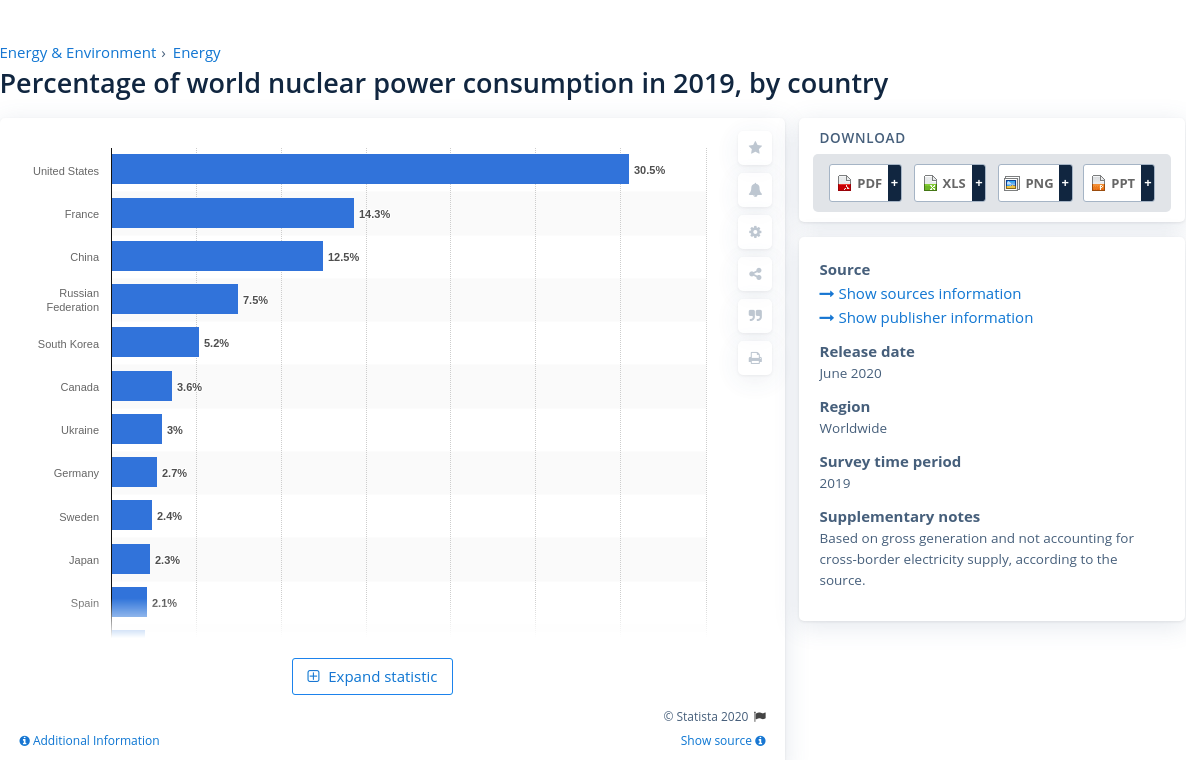 Energy & Environment › Energy
Percentage of world nuclear power consumption in 2019, by country
United States 30.5%
France 14.3%
China 12.5%
Russian
Federation 7.5%
South Korea 5.2%
Canada 3.6%
Ukraine 3%
Germany 2.7%
Sweden 2.4%
Japan 2.3%
Spain 2.1%
Expand statistic
© Statista 2020
Additional Information
Show source
DOWNLOAD
PDF + XLS + PNG + PPT +
Source
Show sources information
Show publisher information
Release date
June 2020
Region
Worldwide
Survey time period
2019
Supplementary notes
Based on gross generation and not accounting for
cross-border electricity supply, according to the
source.